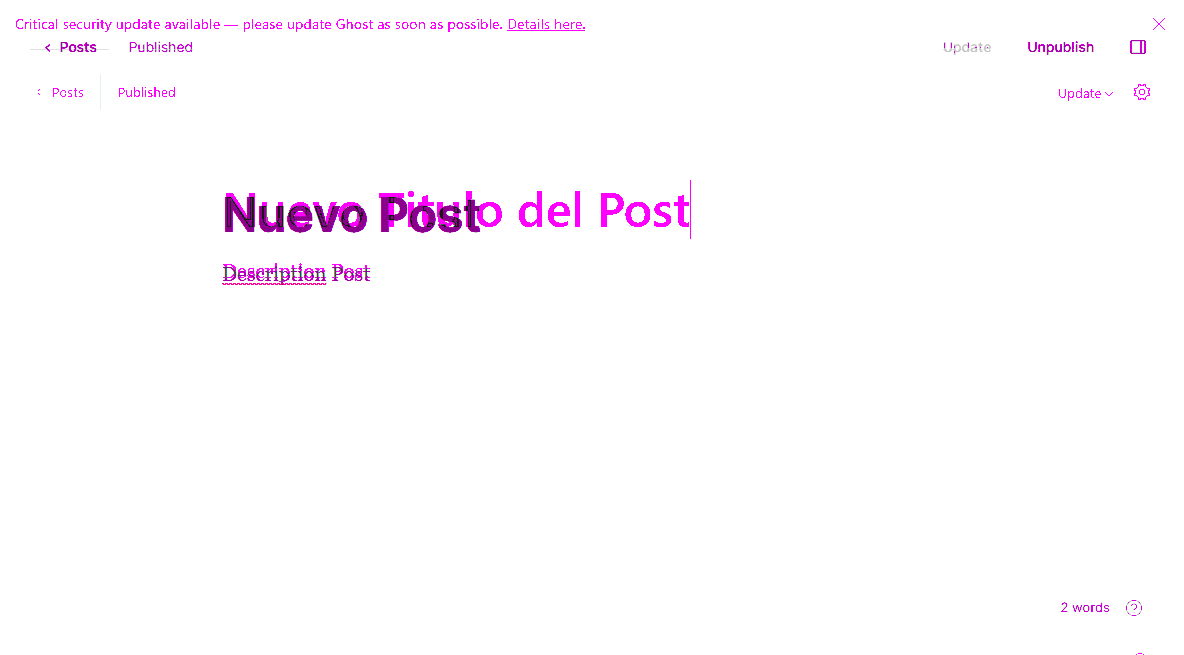 Critical security update available — please update Ghost as soon as possible. Details here.
Posts Published Update Unpublish
Posts Published Update
Nuevo Post
Nuevo Titulo del Post
Description Post
Description Post
2 words